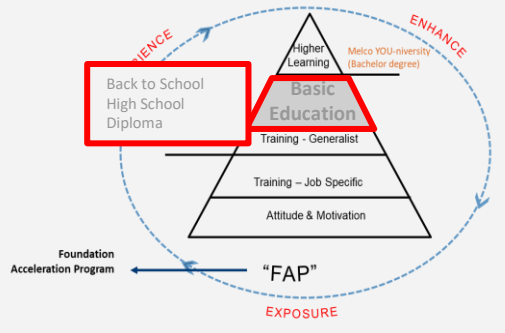 Higher
Learning
Melco YOU-niversity
(Bachelor degree)
ENHANCE
RIENCE
Back to School
High School
Diploma
Basic
Education
Training - Generalist
Training – Job Specific
Attitude & Motivation
Foundation
Acceleration Program
“FAP”
EXPOSURE